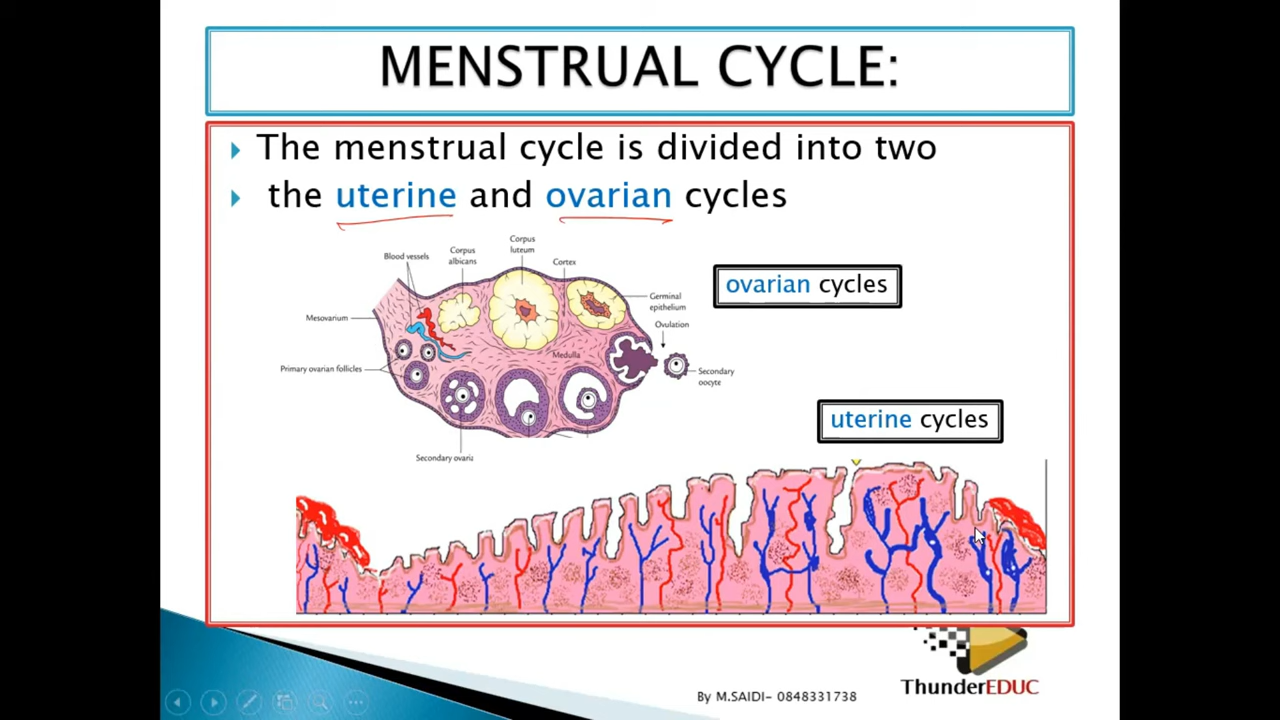 MENSTRUAL CYCLE:
The menstrual cycle is divided into two
the uterine and ovarian cycles
Blood vessels
Corpus
albicans
Corpus
luteum
Cortex
Germinal
epithelium
Ovulation
Mesovarium
Medulla
Primary ovarian follicles
Secondary
oocyte
Secondary ovaria
ovarian cycles
uterine cycles
By M.SAIDI- 0848331738
ThunderEDUC